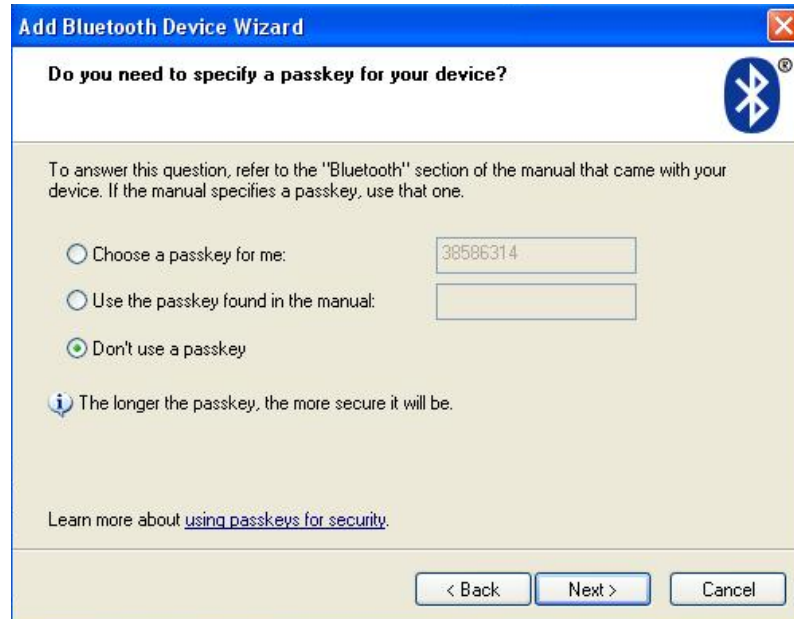 Add Bluetooth Device Wizard
Do you need to specify a passkey for your device?
®
To answer this question, refer to the "Bluetooth" section of the manual that came with your
device. If the manual specifies a passkey, use that one.
Choose a passkey for me: 38586314
Use the passkey found in the manual:
Don't use a passkey
The longer the passkey, the more secure it will be.
Learn more about using passkeys for security.
< Back Next > Cancel